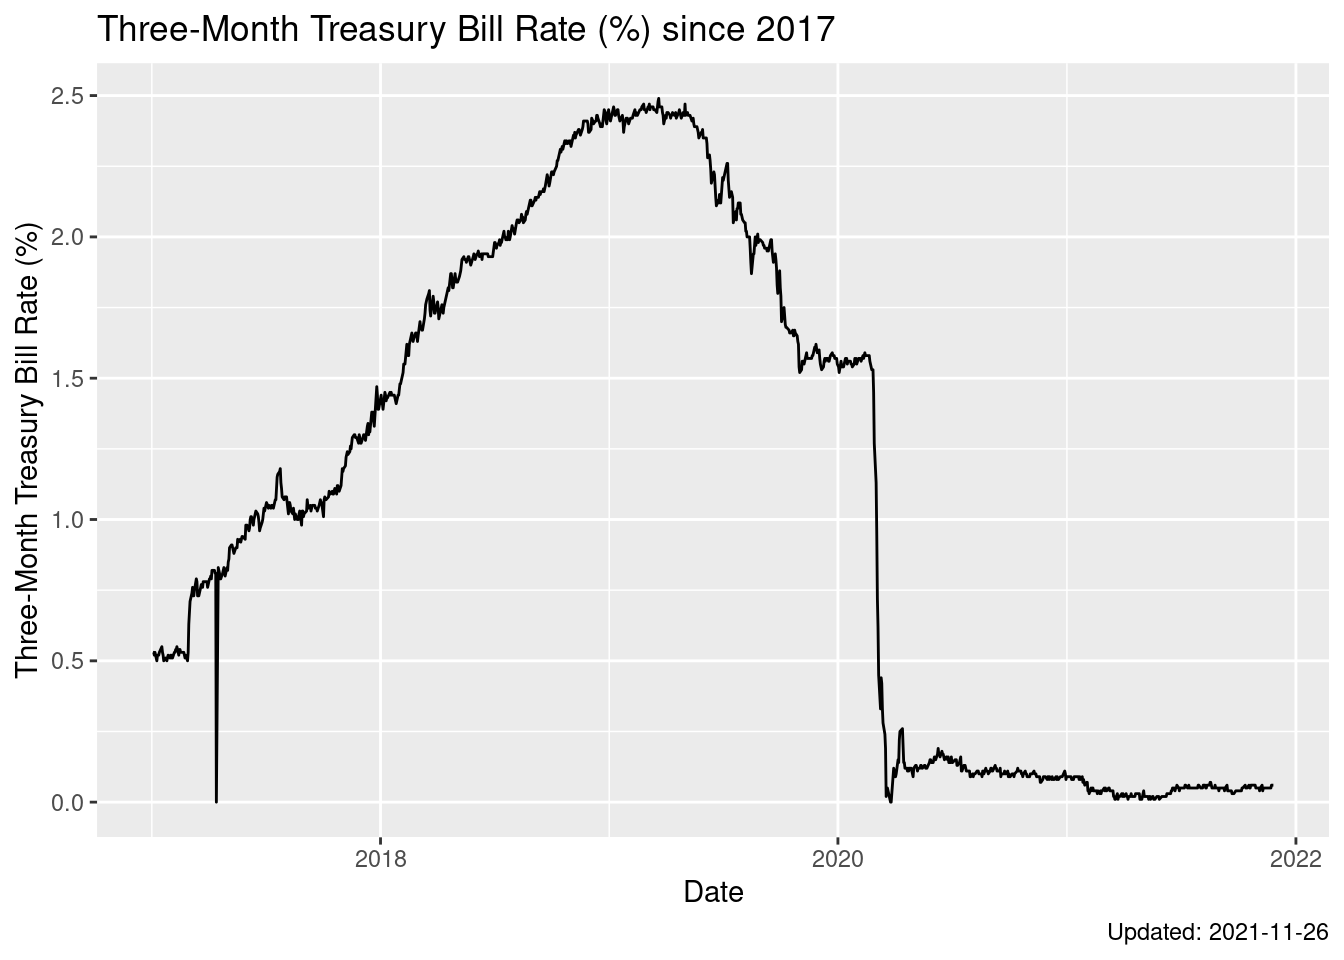 Three-Month Treasury Bill Rate (%) since 2017
Three-Month Treasury Bill Rate (%)
2.5
2.0
1.5
1.0
0.5
0.0
2018 2020 2022
Date
Updated: 2021-11-26